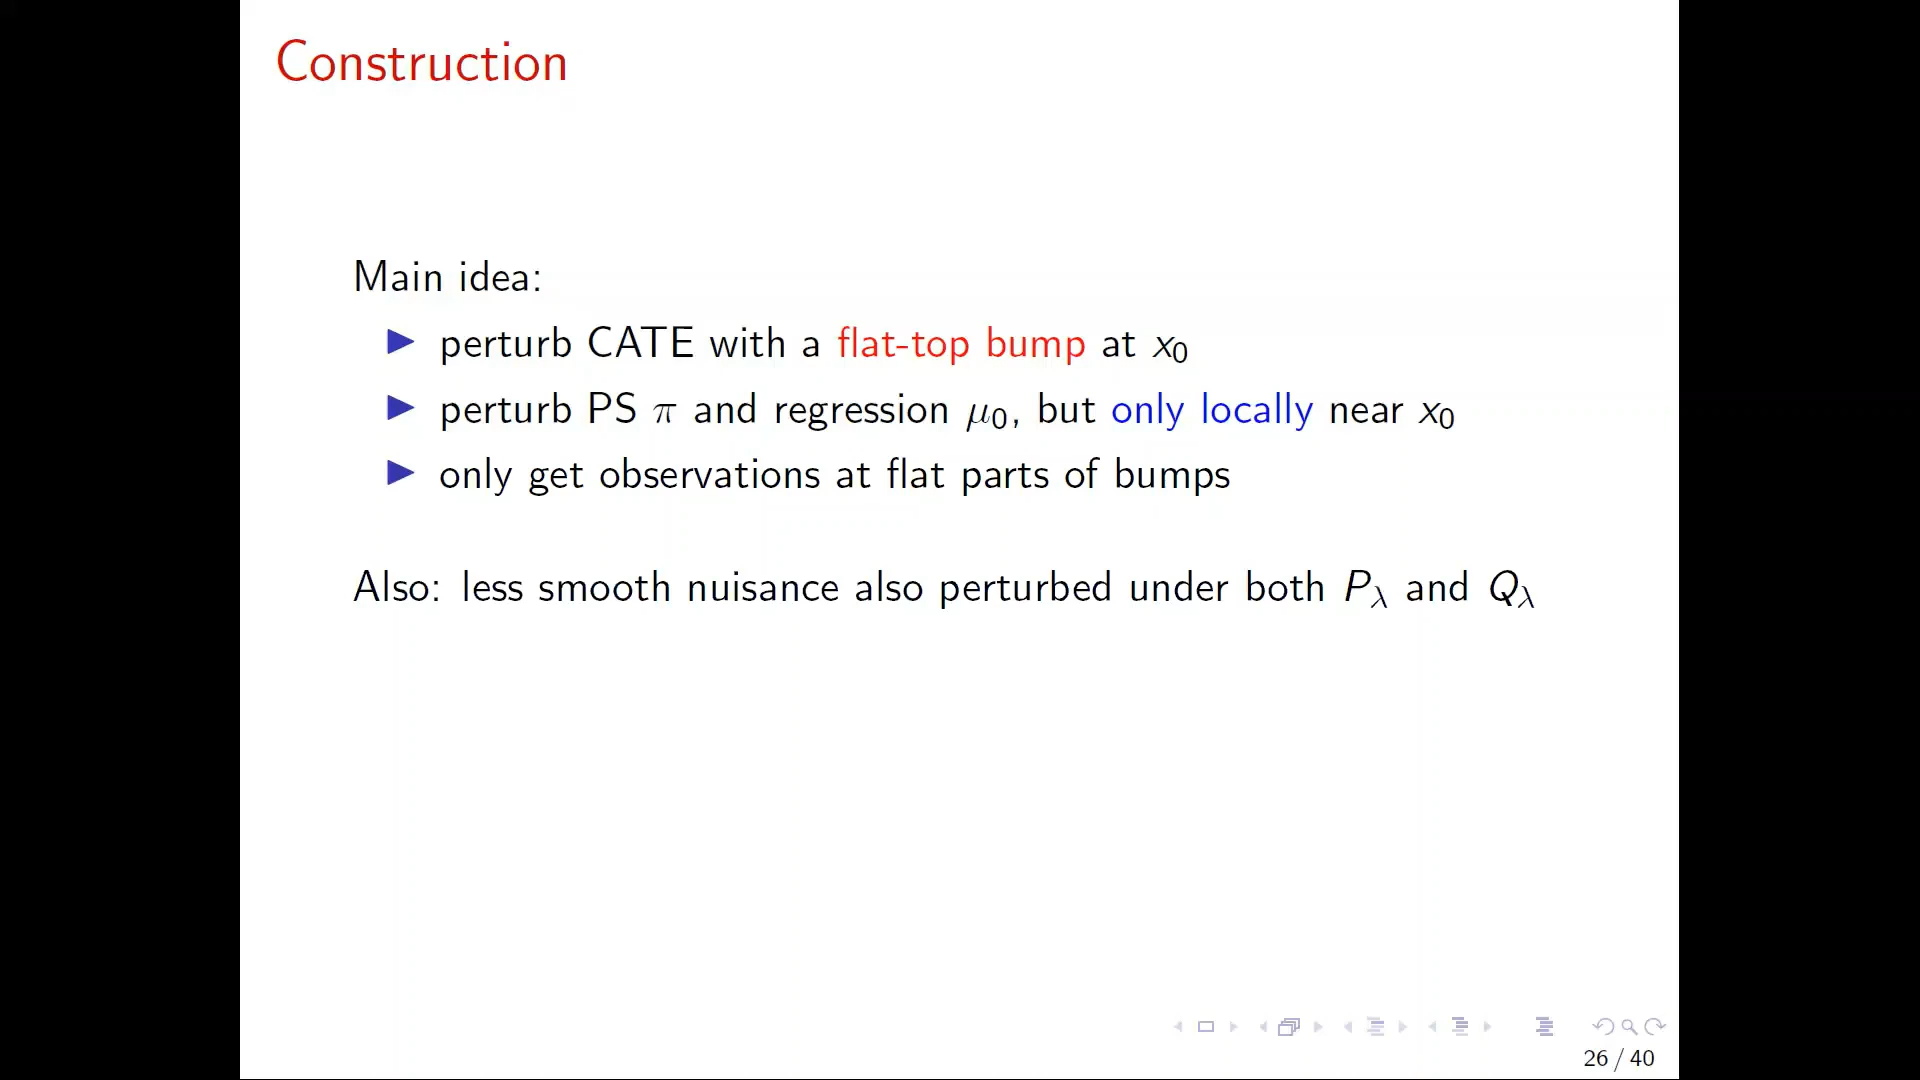 Construction
Main idea:
▶ perturb CATE with a flat-top bump at x₀
▶ perturb PS π and regression μ₀, but only locally near x₀
▶ only get observations at flat parts of bumps
Also: less smooth nuisance also perturbed under both P_λ and Q_λ
26 / 40